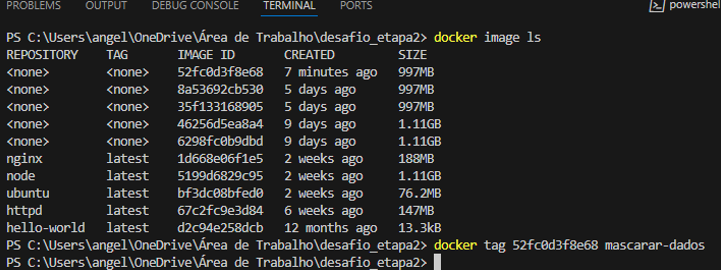 PROBLEMS OUTPUT DEBUG CONSOLE TERMINAL PORTS powershel
PS C:\Users\angel\OneDrive\Área de Trabalho\desafio_etapa2> docker image ls
REPOSITORY TAG IMAGE ID CREATED SIZE
<none> <none> 52fc0d3f8e68 7 minutes ago 997MB
<none> <none> 8a53692cb530 5 days ago 997MB
<none> <none> 35f133168905 5 days ago 997MB
<none> <none> 46256d5ea8a4 9 days ago 1.11GB
<none> <none> 6298fc0b9dbd 9 days ago 1.11GB
nginx latest 1d668e06f1e5 2 weeks ago 188MB
node latest 5199d6829c95 2 weeks ago 1.11GB
ubuntu latest bf3dc08bfed0 2 weeks ago 76.2MB
httpd latest 67c2fc9e3d84 6 weeks ago 147MB
hello-world latest d2c94e258dcb 12 months ago 13.3kB
PS C:\Users\angel\OneDrive\Área de Trabalho\desafio_etapa2> docker tag 52fc0d3f8e68 mascarar-dados
PS C:\Users\angel\OneDrive\Área de Trabalho\desafio_etapa2>